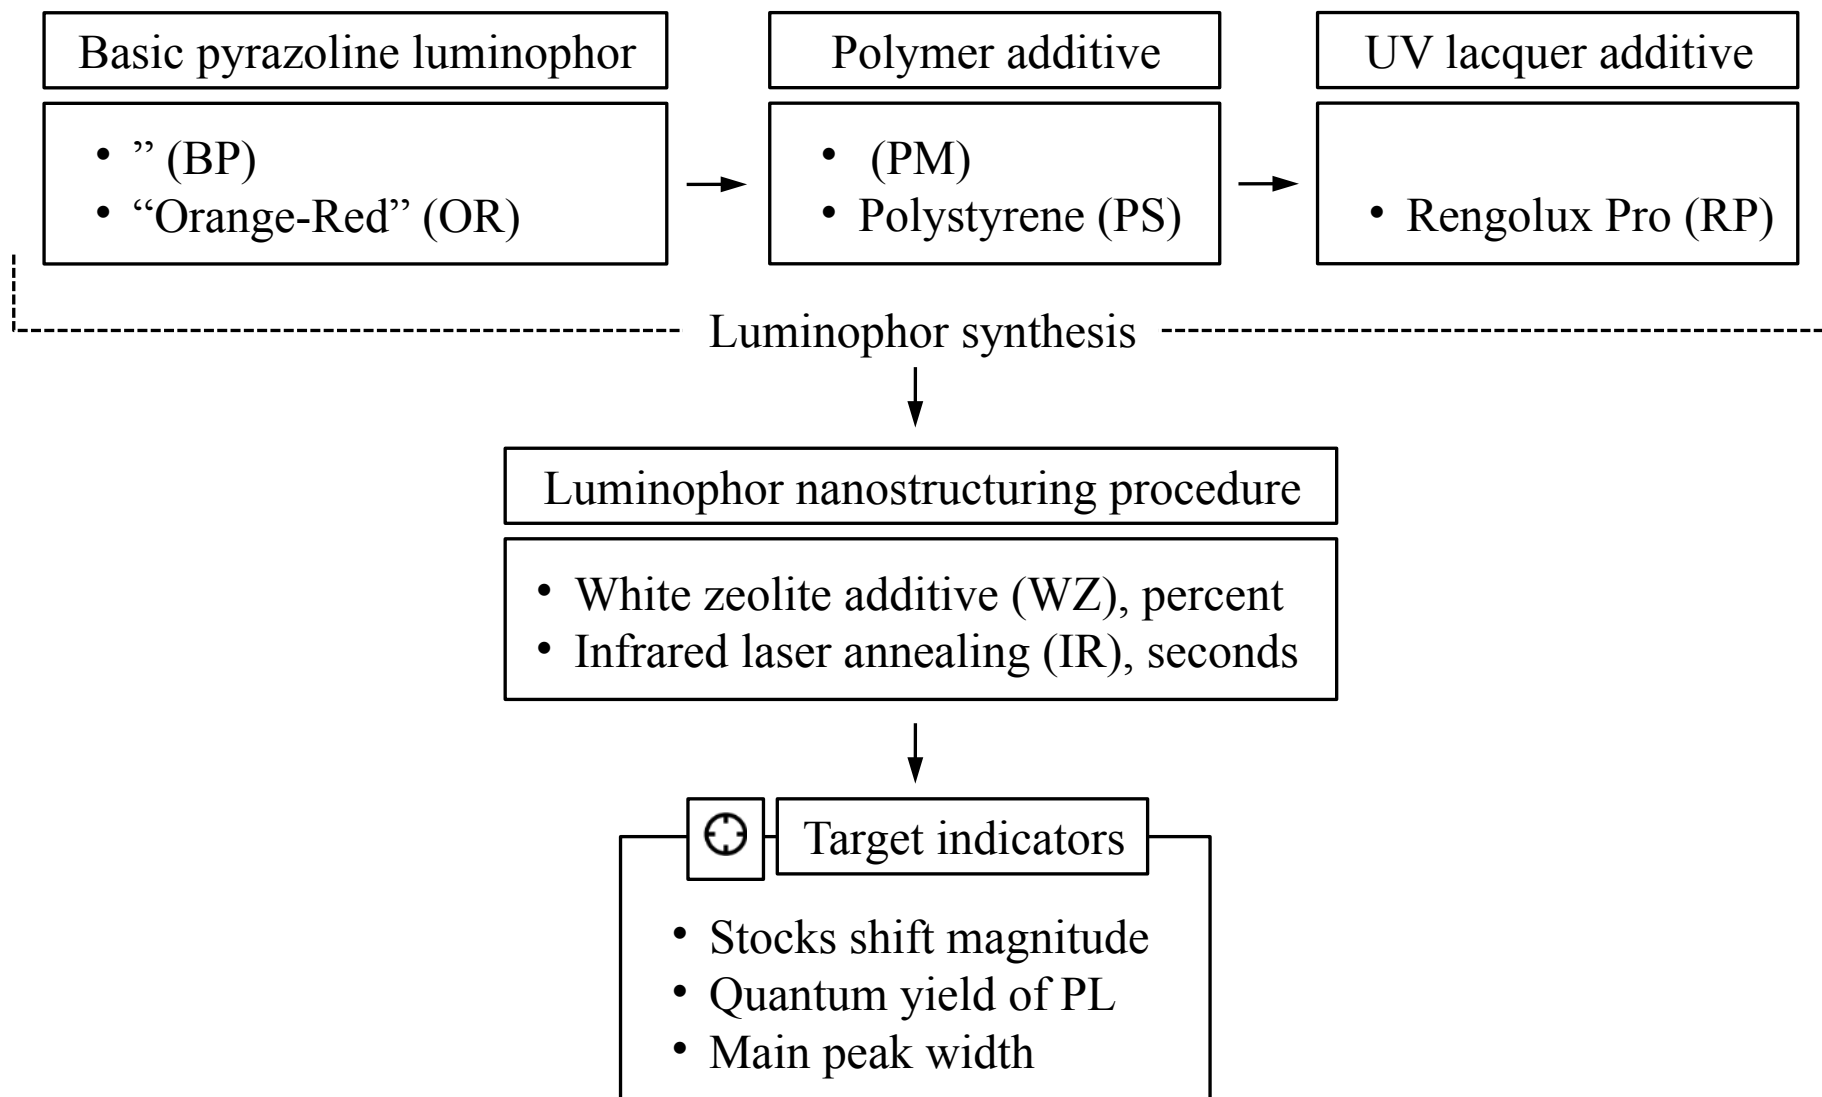 Basic pyrazoline luminophor
Polymer additive
UV lacquer additive
• ” (BP)
• “Orange-Red” (OR)
• (PM)
• Polystyrene (PS)
• Rengolux Pro (RP)
Luminophor synthesis
Luminophor nanostructuring procedure
• White zeolite additive (WZ), percent
• Infrared laser annealing (IR), seconds
Target indicators
• Stocks shift magnitude
• Quantum yield of PL
• Main peak width